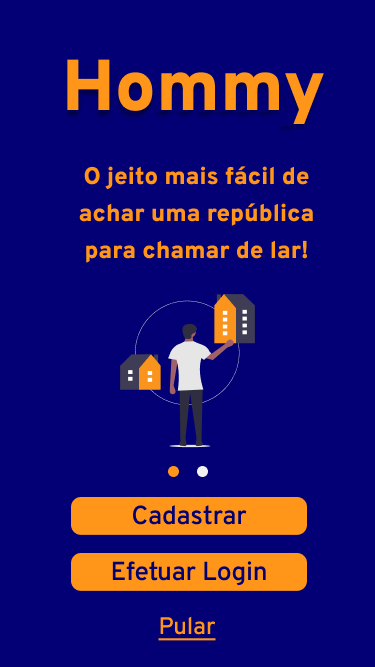 Hommy
O jeito mais fácil de
achar uma república
para chamar de lar!
Cadastrar
Efetuar Login
Pular